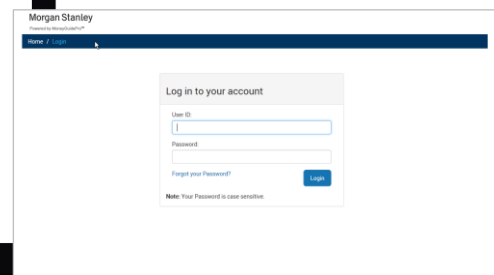 Morgan Stanley
Powered by MoneyGuidePro™
Home / Login
Log in to your account
User ID:
Password:
Forgot your Password?
Login
Note: Your Password is case sensitive.